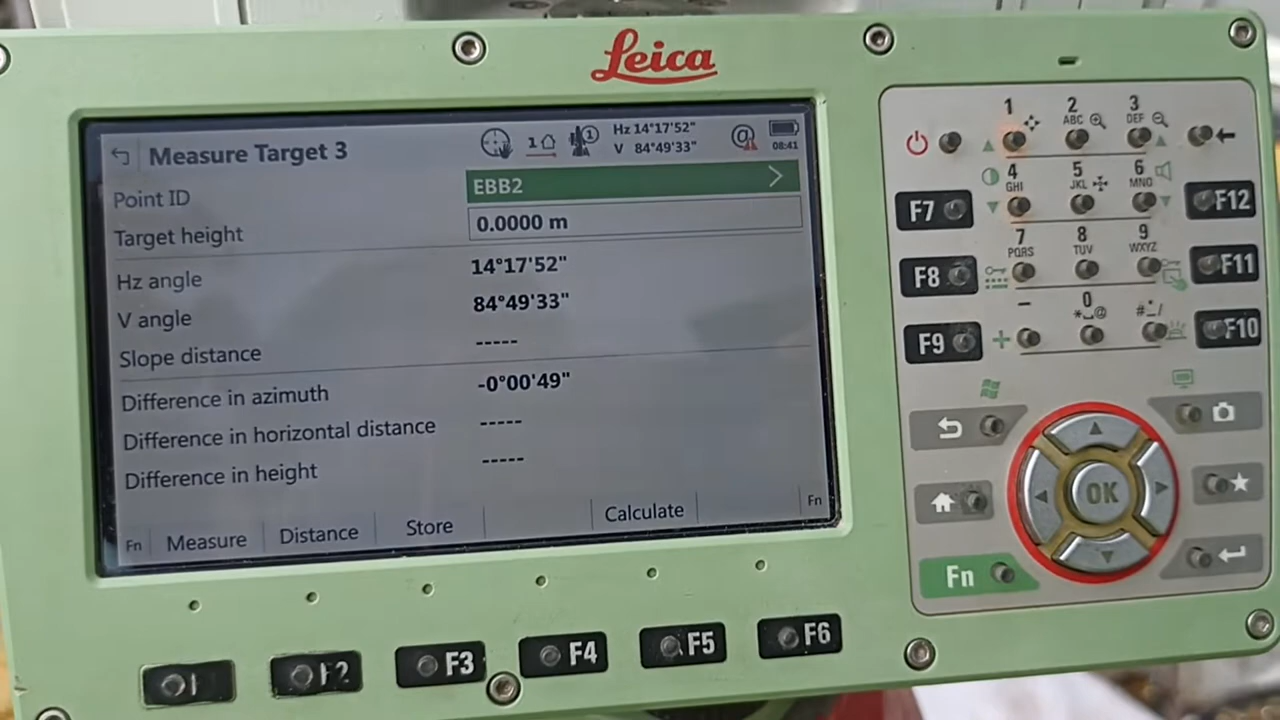 Leica
Measure Target 3
1
1
Hz 14°17'52"
V 84°49'33"
@
08:41
Point ID
EBB2
Target height
0.0000 m
Hz angle
14°17'52"
V angle
84°49'33"
Slope distance
-----
Difference in azimuth
-0°00'49"
Difference in horizontal distance
-----
Difference in height
-----
Fn
Measure
Distance
Store
Calculate
Fn
F2
F3
F4
F5
F6
1
2
ABC
3
DEF
F7
4
GHI
5
JKL
6
MNO
F12
F8
7
PQRS
8
TUV
9
WXYZ
F11
F9
+
-
0
*␣@
F10
OK
Fn